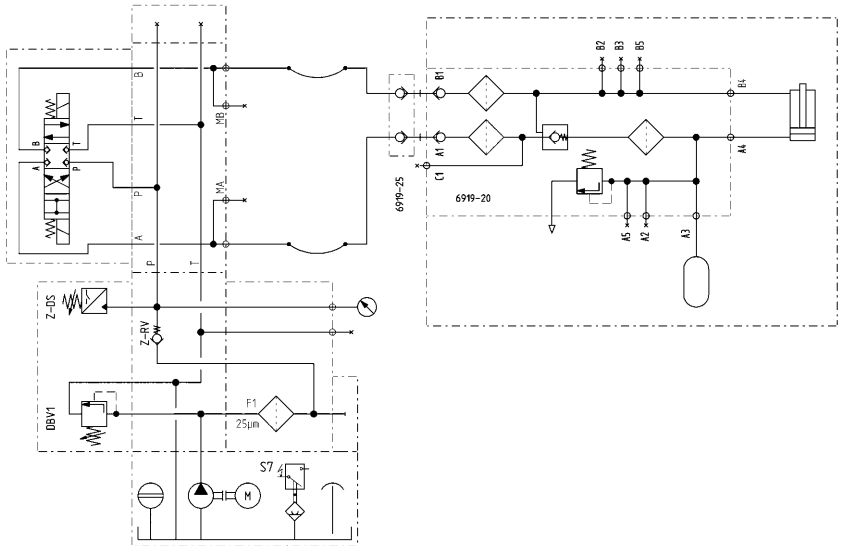 B
T
MB
B
T
A
P
P
MA
A
P
T
Z-DS
Z-RV
DBV1
F1
25µm
S7
M
B1
A1
C1
6919-25
6919-20
B2
B3
B5
B4
A4
A5
A2
A3